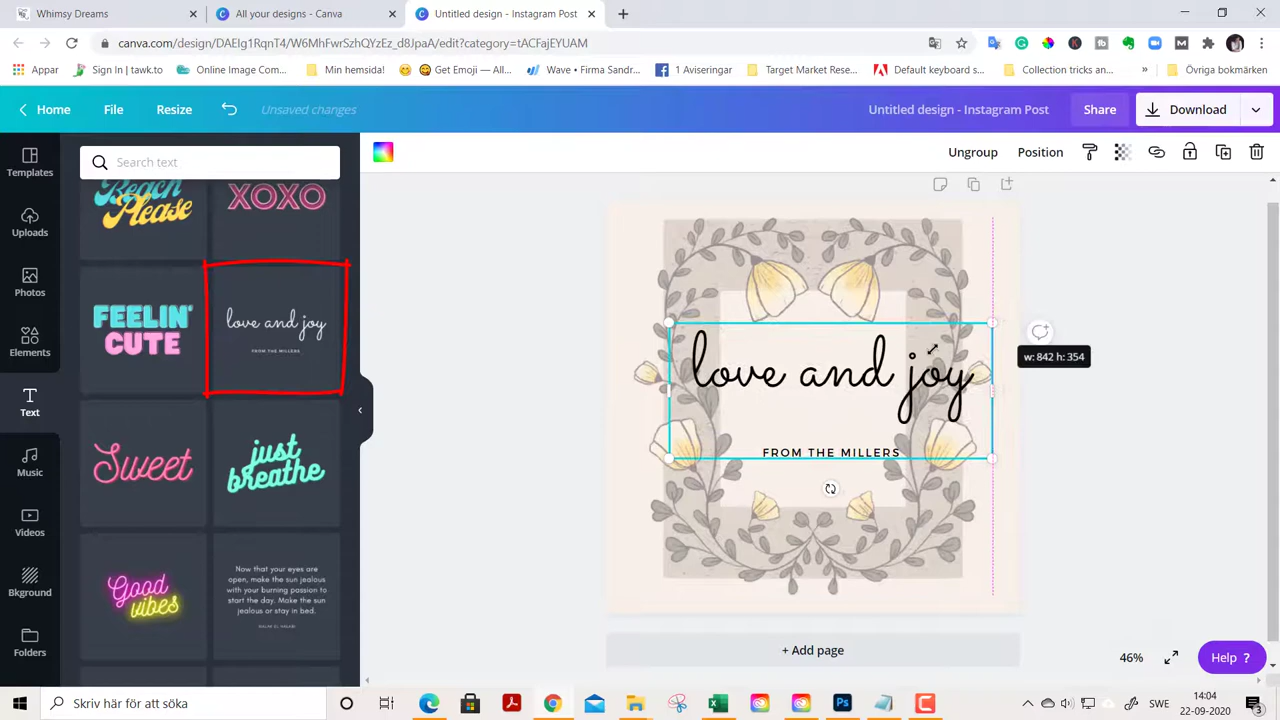 Whimsy Dreams
All your designs - Canva
Untitled design - Instagram Post
canva.com/design/DAEIg1RqnT4/W6MhFwrSzhQYzEz_d8JpaA/edit?category=tACFajEYUAM
Appar
Sign In | tawk.to
Online Image Com...
Min hemsida!
Get Emoji — All...
Wave • Firma Sandr...
1 Aviseringar
Target Market Rese...
Default keyboard s...
Collection tricks an...
»
Övriga bokmärken
Home
File
Resize
Unsaved changes
Untitled design - Instagram Post
Share
Download
Templates
Uploads
Photos
Elements
Text
Music
Videos
Bkground
Folders
Search text
Beach
Please
XOXO
FEELIN'
CUTE
love and joy
FROM THE MILLERS
Sweet
just
breathe
Good
vibes
Now that your eyes are
open, make the sun jealous
with your burning passion to
start the day. Make the sun
jealous or stay in bed.
Ungroup
Position
love and joy
FROM THE MILLERS
w: 842 h: 354
+ Add page
46%
Help ?
Skriv här för att söka
SWE
14:04
22-09-2020
3